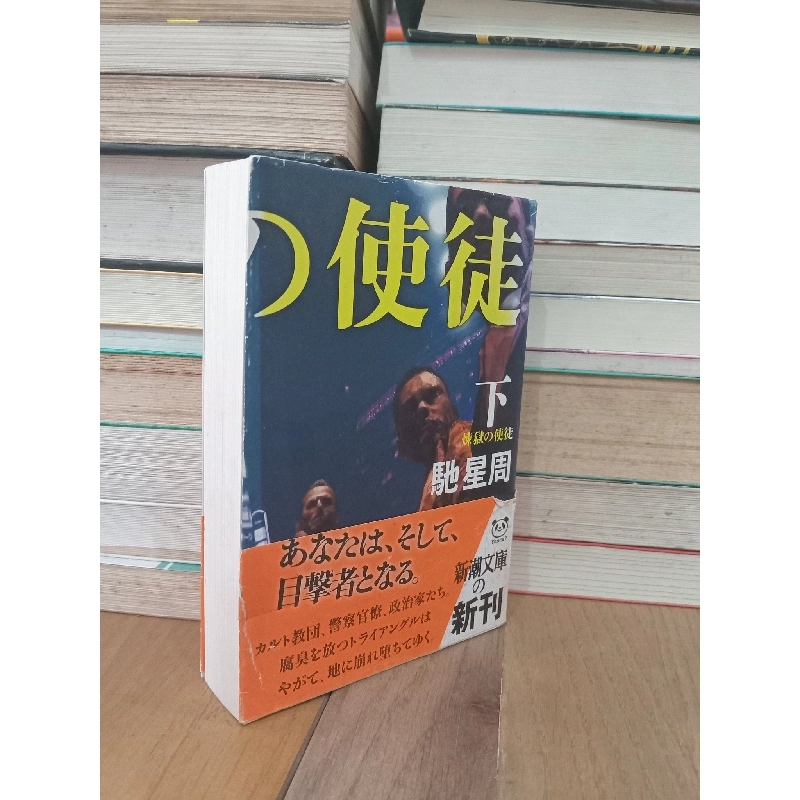 の使徒
下
煉獄の使徒
馳星周
あなたは、そして、
目撃者となる。
カルト教団、警察官僚、政治家たち。
腐臭を放つトライアングルは
やがて、地に崩れ堕ちてゆく
新潮文庫
の
新刊